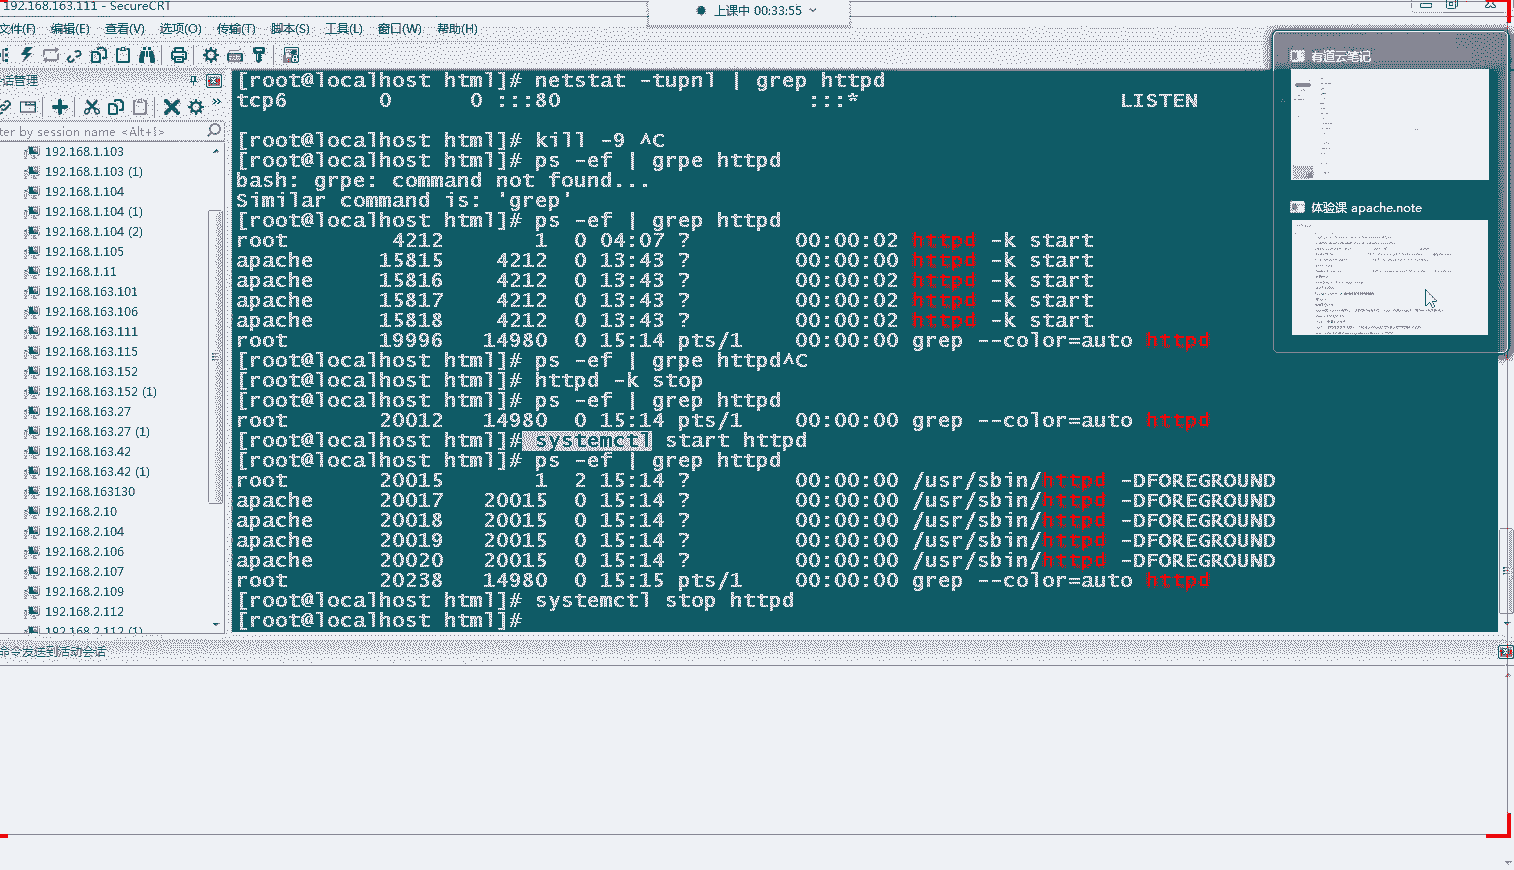 192.168.163.111 - SecureCRT
上课中 00:33:55
文件(F) 编辑(E) 查看(V) 选项(O) 传输(T) 脚本(S) 工具(L) 窗口(W) 帮助(H)
话管理
ter by session name <Alt+I>
192.168.1.103
192.168.1.103 (1)
192.168.1.104
192.168.1.104 (1)
192.168.1.104 (2)
192.168.1.105
192.168.1.11
192.168.163.101
192.168.163.106
192.168.163.111
192.168.163.115
192.168.163.152
192.168.163.152 (1)
192.168.163.27
192.168.163.27 (1)
192.168.163.42
192.168.163.42 (1)
192.168.163130
192.168.2.10
192.168.2.104
192.168.2.106
192.168.2.107
192.168.2.109
192.168.2.112
192.168.2.112 (1)
[root@localhost html]# netstat -tupnl | grep httpd
tcp6 0 0 :::80 :::* LISTEN
[root@localhost html]# kill -9 ^C
[root@localhost html]# ps -ef | grpe httpd
bash: grpe: command not found...
Similar command is: 'grep'
[root@localhost html]# ps -ef | grep httpd
root 4212 1 0 04:07 ? 00:00:02 httpd -k start
apache 15815 4212 0 13:43 ? 00:00:00 httpd -k start
apache 15816 4212 0 13:43 ? 00:00:02 httpd -k start
apache 15817 4212 0 13:43 ? 00:00:02 httpd -k start
apache 15818 4212 0 13:43 ? 00:00:02 httpd -k start
root 19996 14980 0 15:14 pts/1 00:00:00 grep --color=auto httpd
[root@localhost html]# ps -ef | grpe httpd^C
[root@localhost html]# httpd -k stop
[root@localhost html]# ps -ef | grep httpd
root 20012 14980 0 15:14 pts/1 00:00:00 grep --color=auto httpd
[root@localhost html]# systemctl start httpd
[root@localhost html]# ps -ef | grep httpd
root 20015 1 2 15:14 ? 00:00:00 /usr/sbin/httpd -DFOREGROUND
apache 20017 20015 0 15:14 ? 00:00:00 /usr/sbin/httpd -DFOREGROUND
apache 20018 20015 0 15:14 ? 00:00:00 /usr/sbin/httpd -DFOREGROUND
apache 20019 20015 0 15:14 ? 00:00:00 /usr/sbin/httpd -DFOREGROUND
apache 20020 20015 0 15:14 ? 00:00:00 /usr/sbin/httpd -DFOREGROUND
root 20238 14980 0 15:15 pts/1 00:00:00 grep --color=auto httpd
[root@localhost html]# systemctl stop httpd
[root@localhost html]#
有道云笔记
体验课 apache.note
命令发送到活动会话